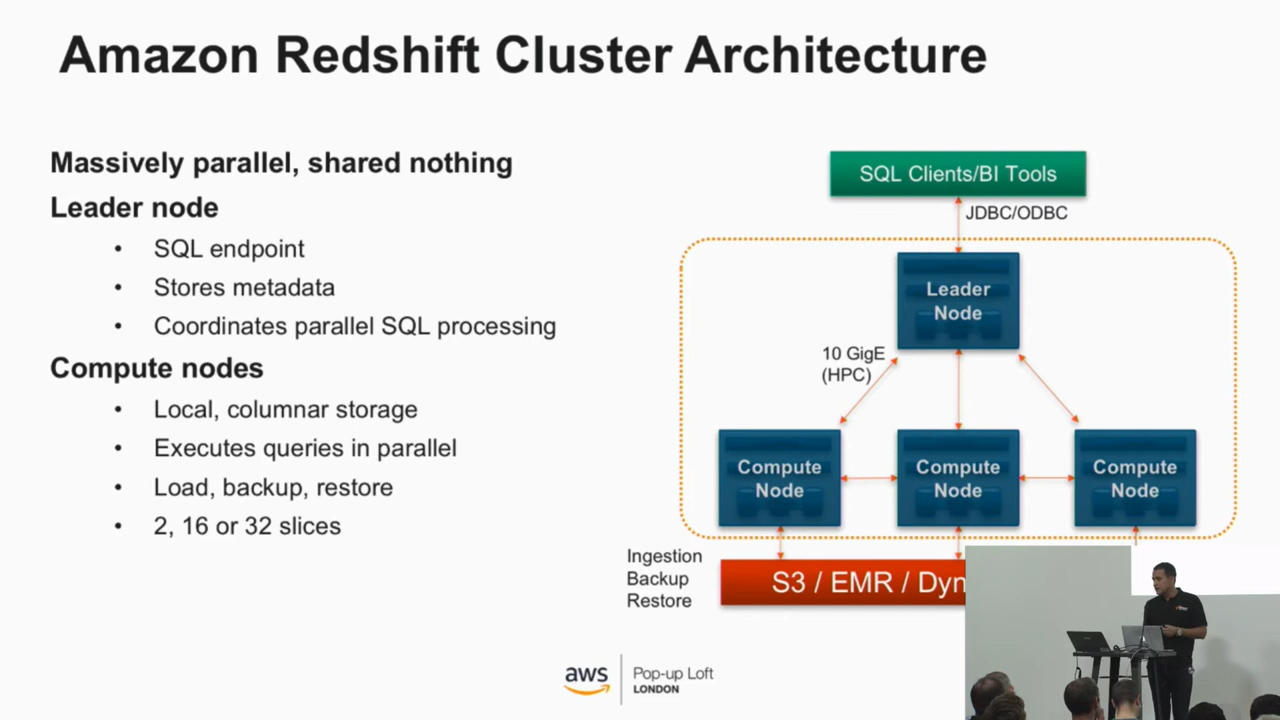 Amazon Redshift Cluster Architecture
Massively parallel, shared nothing
Leader node
• SQL endpoint
• Stores metadata
• Coordinates parallel SQL processing
Compute nodes
• Local, columnar storage
• Executes queries in parallel
• Load, backup, restore
• 2, 16 or 32 slices
SQL Clients/BI Tools
JDBC/ODBC
Leader
Node
10 GigE
(HPC)
Compute
Node
Compute
Node
Compute
Node
Ingestion
Backup
Restore
S3 / EMR /
aws
Pop-up Loft
LONDON